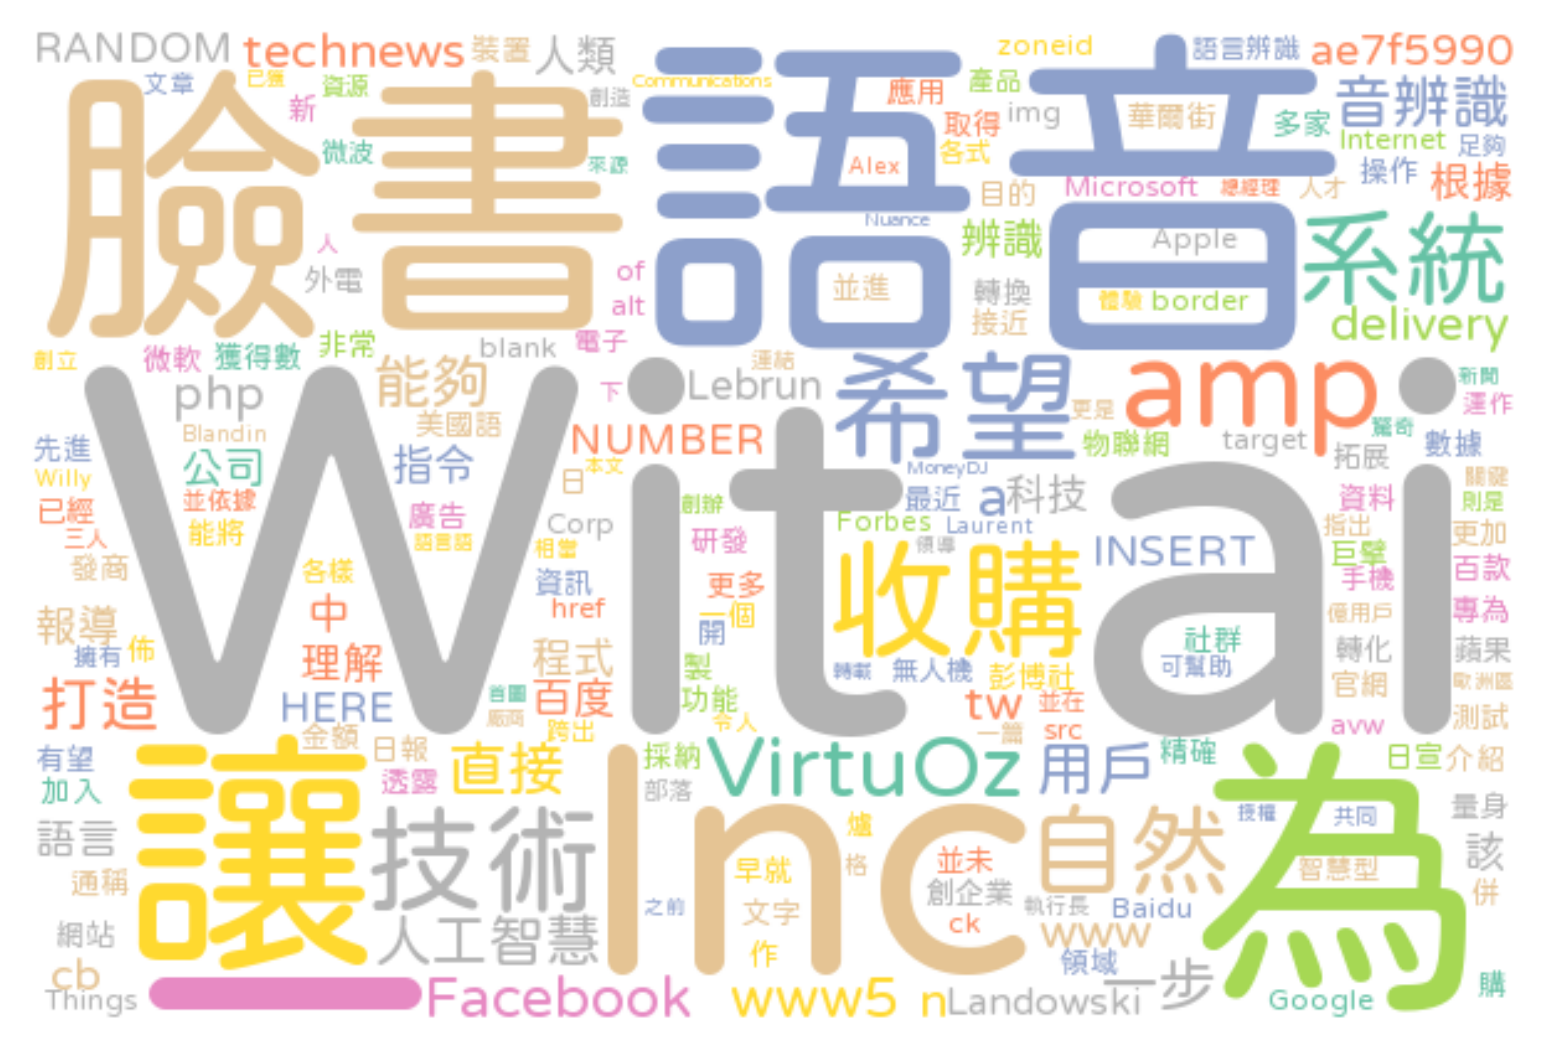 RANDOM technews 裝置 人類 zoneid 語言辨識 ae7f5990
文章 已獲 資源 創造 Communications 應用 產品 音辨識
新 臉書 語音 取得 img 華爾街 多家 Internet 足夠
微波 來源 Alex 各式 操作 根據
Nuance 目的 Microsoft 總經理 人才
人 外電 of 並進 辨識 Apple 系統
alt 轉換 體驗 border
非常 電子 接近 delivery
創立 微軟 獲得數 blank 連結 新聞
php 能夠 下 Lebrun 希望 更是 amp 運作
Blandin 美國語 NUMBER 物聯網 target 驚奇
先進 公司 指令 本文 MoneyDJ 拓展 數據
Willy 並依據 日 創辦 最近 a 科技 資料 關鍵
已經 能將 廣告 Corp Forbes Laurent 指出 則是
三人 語言語 相當 研發 領導 INSERT 巨擘 更加
發商 各樣 資訊 更多 收購 手機 百款
Wit ai
報導 中 href 一個 億用戶 專為
擁有 佈 理解 程式 開 社群 轉化 蘋果
製 轉載 無人機 彭博社 可幫助 官網 歐洲區
打造 HERE 首圖 百度 功能 tw 並在 avw 測試
金額 廠商 跨出 令人 一篇 src
有望 日報 直接 採納 VirtuOz 用戶 精確 日宣 介紹
加入 透露 部落
語言 讓 技術 Inc 爐 自然 為 授權 共同 量身
通稱 早就 格 並未 智慧型 該
人工智慧 之前 文字 創企業 執行長 Baidu 併
網站 作 ck www
cb 領域 一步 購
Things 一 Facebook www5 n Landowski Google